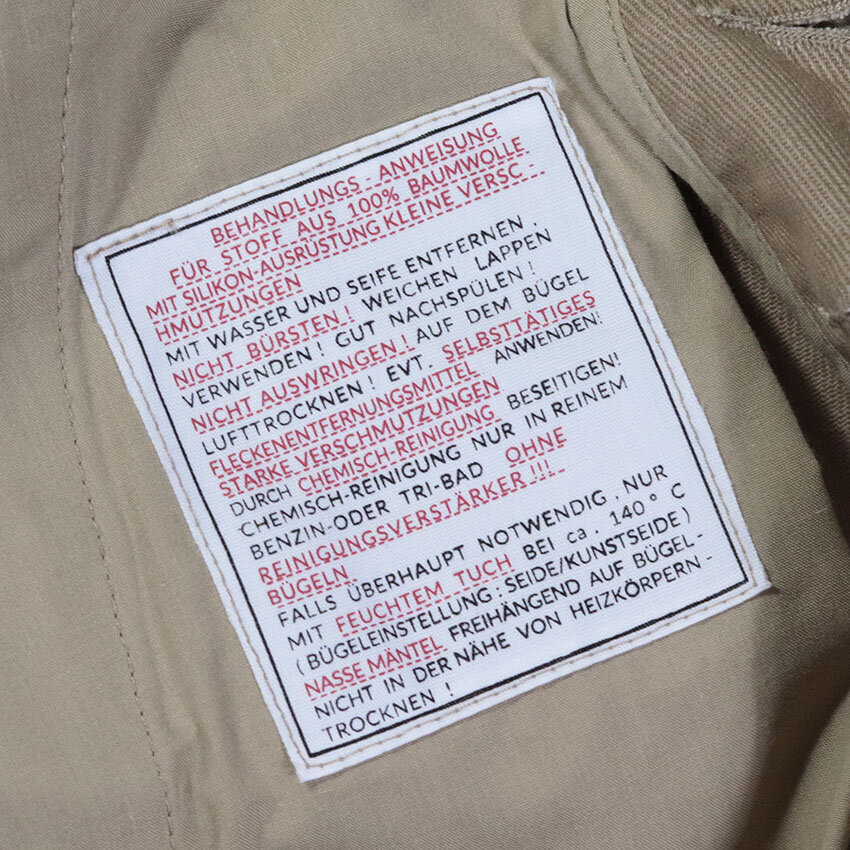 BEHANDLUNGS - ANWEISUNG
FÜR STOFF AUS 100% BAUMWOLLE
MIT SILIKON-AUSRÜSTUNG KLEINE VERSC -
HMUTZUNGEN
MIT WASSER UND SEIFE ENTFERNEN ,
NICHT BÜRSTEN! WEICHEN LAPPEN
VERWENDEN! GUT NACHSPÜLEN!
NICHT AUSWRINGEN! AUF DEM BÜGEL
LUFTTROCKNEN! EVT. SELBSTTÄTIGES
FLECKENENTFERNUNGSMITTEL ANWENDEN!
STARKE VERSCHMUTZUNGEN
DURCH CHEMISCH-REINIGUNG BESEITIGEN!
CHEMISCH-REINIGUNG NUR IN REINEM
BENZIN-ODER TRI-BAD OHNE
REINIGUNGSVERSTÄRKER !!!
BÜGELN.
FALLS ÜBERHAUPT NOTWENDIG , NUR
MIT FEUCHTEM TUCH BEI ca . 140° C
(BÜGELEINSTELLUNG: SEIDE/KUNSTSEIDE)
NASSE MÄNTEL FREIHÄNGEND AUF BÜGEL-
NICHT IN DER NÄHE VON HEIZKÖRPERN -
TROCKNEN !